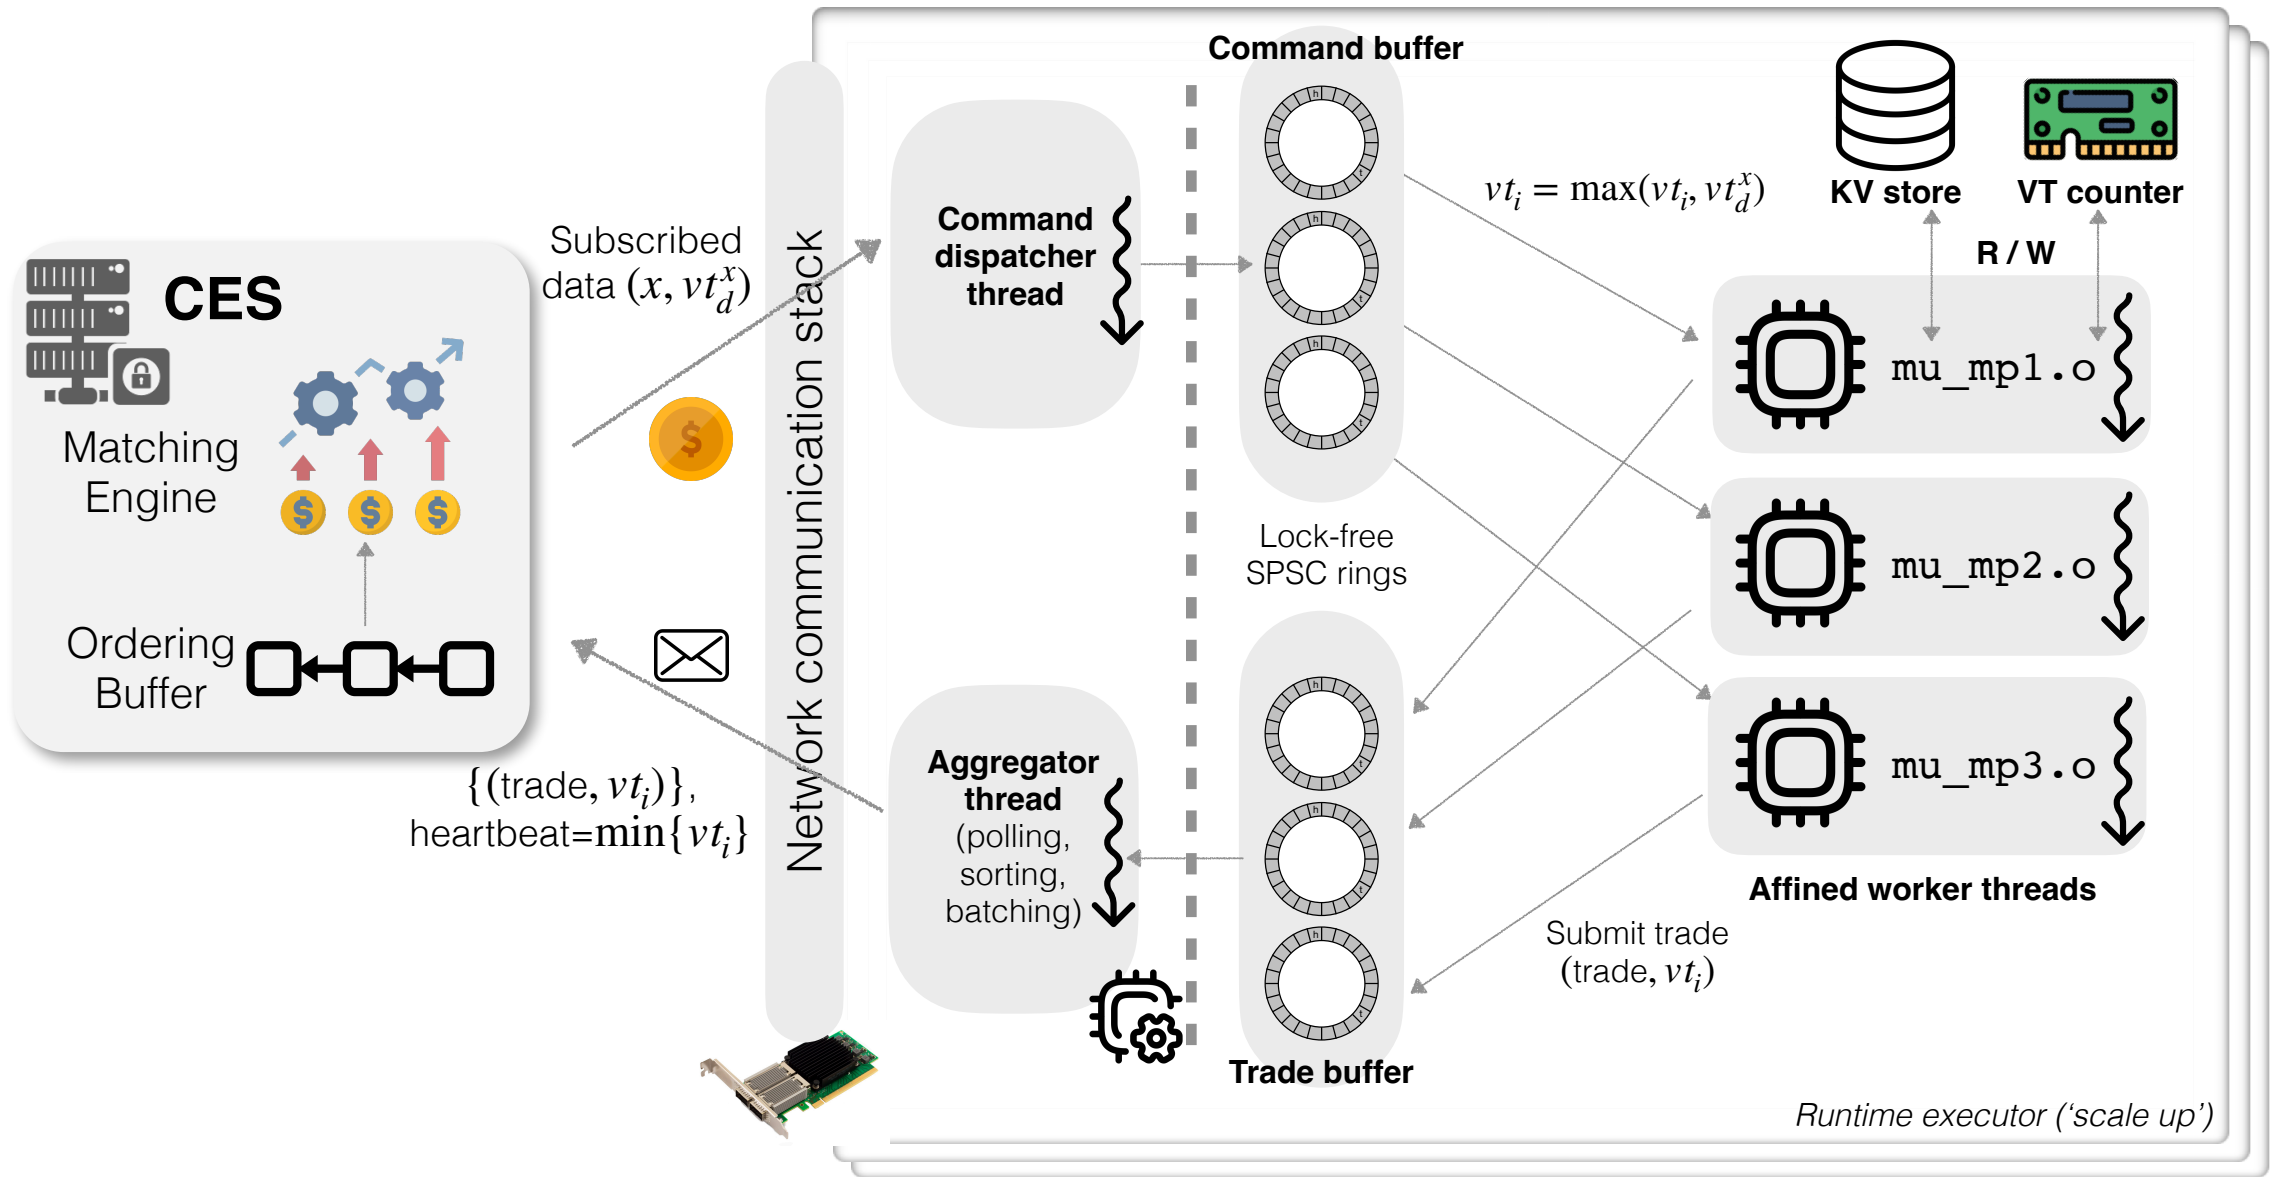 CES
Matching
Engine
Ordering
Buffer
Subscribed
data (x, vt_d^x)
{(trade, vt_i)},
heartbeat=min{vt_i}
Network communication stack
Command
dispatcher
thread
Aggregator
thread
(polling,
sorting,
batching)
Command buffer
h
t
h
t
h
t
Lock-free
SPSC rings
h
t
h
t
h
t
Trade buffer
vt_i = max(vt_i, vt_d^x)
KV store
VT counter
R / W
mu_mp1.o
mu_mp2.o
mu_mp3.o
Affined worker threads
Submit trade
(trade, vt_i)
Runtime executor (‘scale up’)